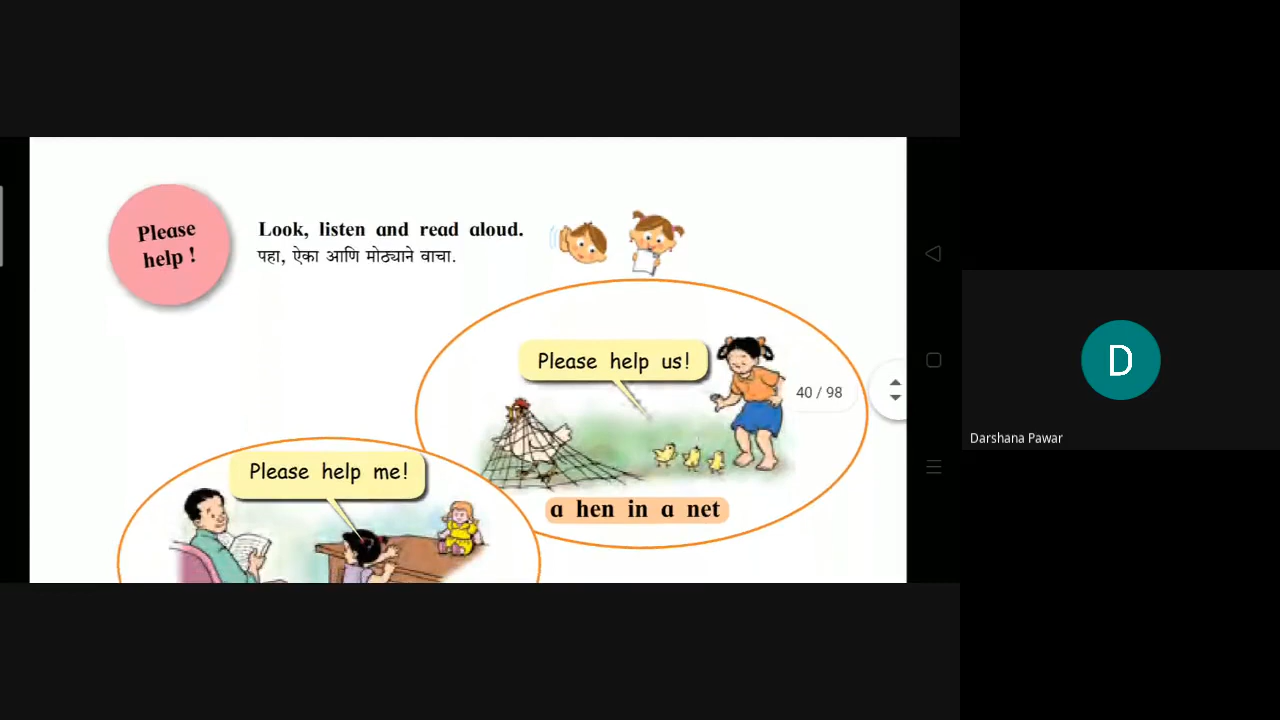 Please
help !
Look, listen and read aloud.
पहा, ऐका आणि मोठ्याने वाचा.
Please help us!
40 / 98
a hen in a net
Please help me!
D
Darshana Pawar